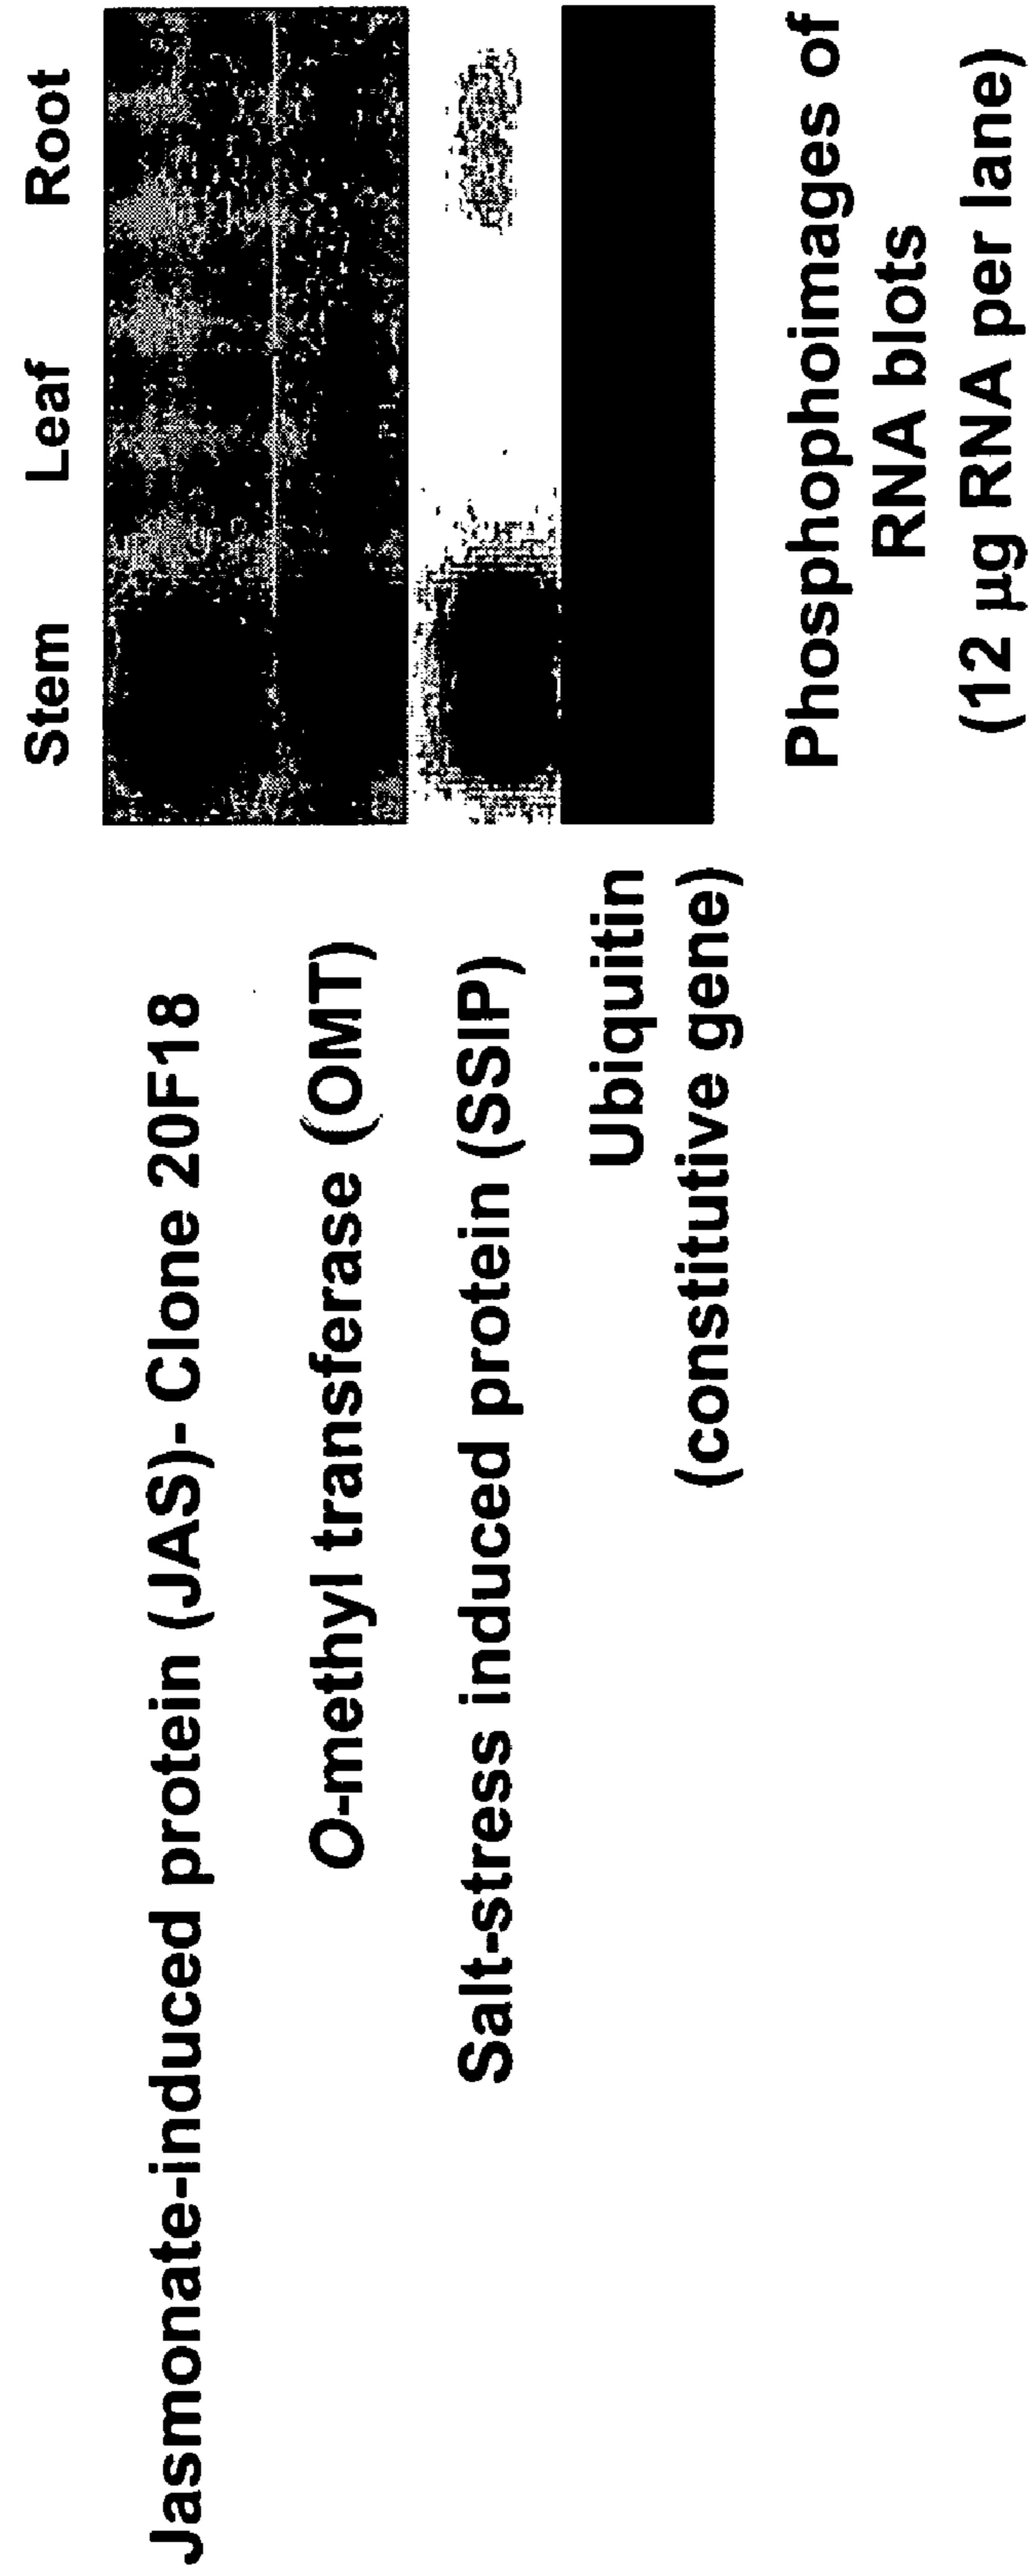 Stem Leaf Root
Jasmonate-induced protein (JAS)- Clone 20F18
O-methyl transferase (OMT)
Salt-stress induced protein (SSIP)
Ubiquitin
(constitutive gene)
Phosphophoimages of
RNA blots
(12 µg RNA per lane)